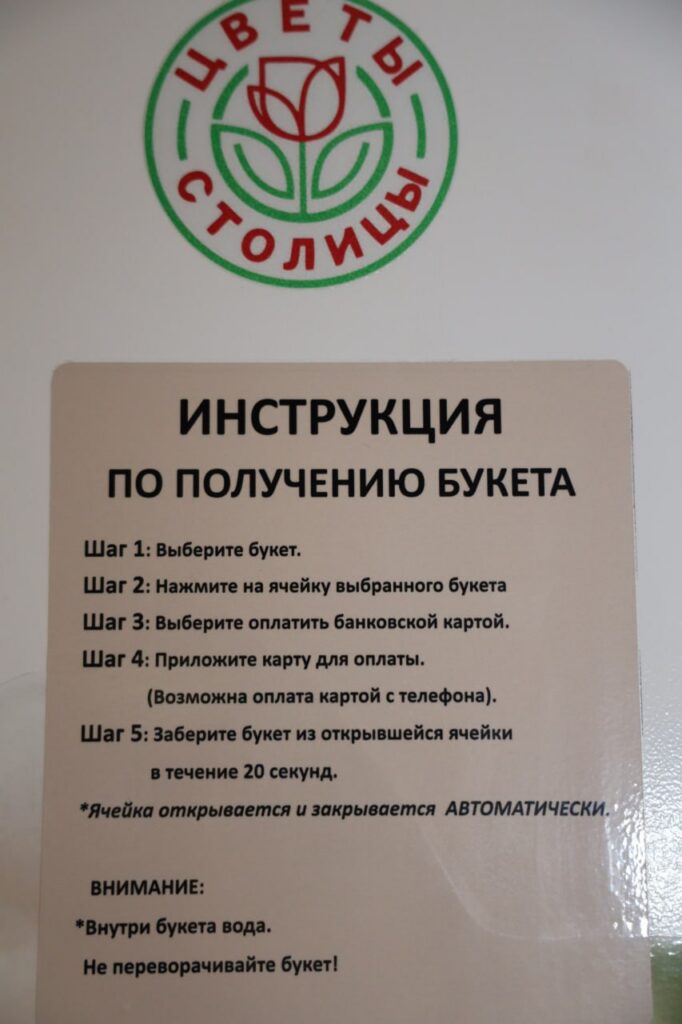 ЦВЕТЫ
СТОЛИЦЫ
ИНСТРУКЦИЯ
ПО ПОЛУЧЕНИЮ БУКЕТА
Шаг 1: Выберите букет.
Шаг 2: Нажмите на ячейку выбранного букета
Шаг 3: Выберите оплатить банковской картой.
Шаг 4: Приложите карту для оплаты.
(Возможна оплата картой с телефона).
Шаг 5: Заберите букет из открывшейся ячейки
в течение 20 секунд.
*Ячейка открывается и закрывается АВТОМАТИЧЕСКИ.
ВНИМАНИЕ:
*Внутри букета вода.
Не переворачивайте букет!